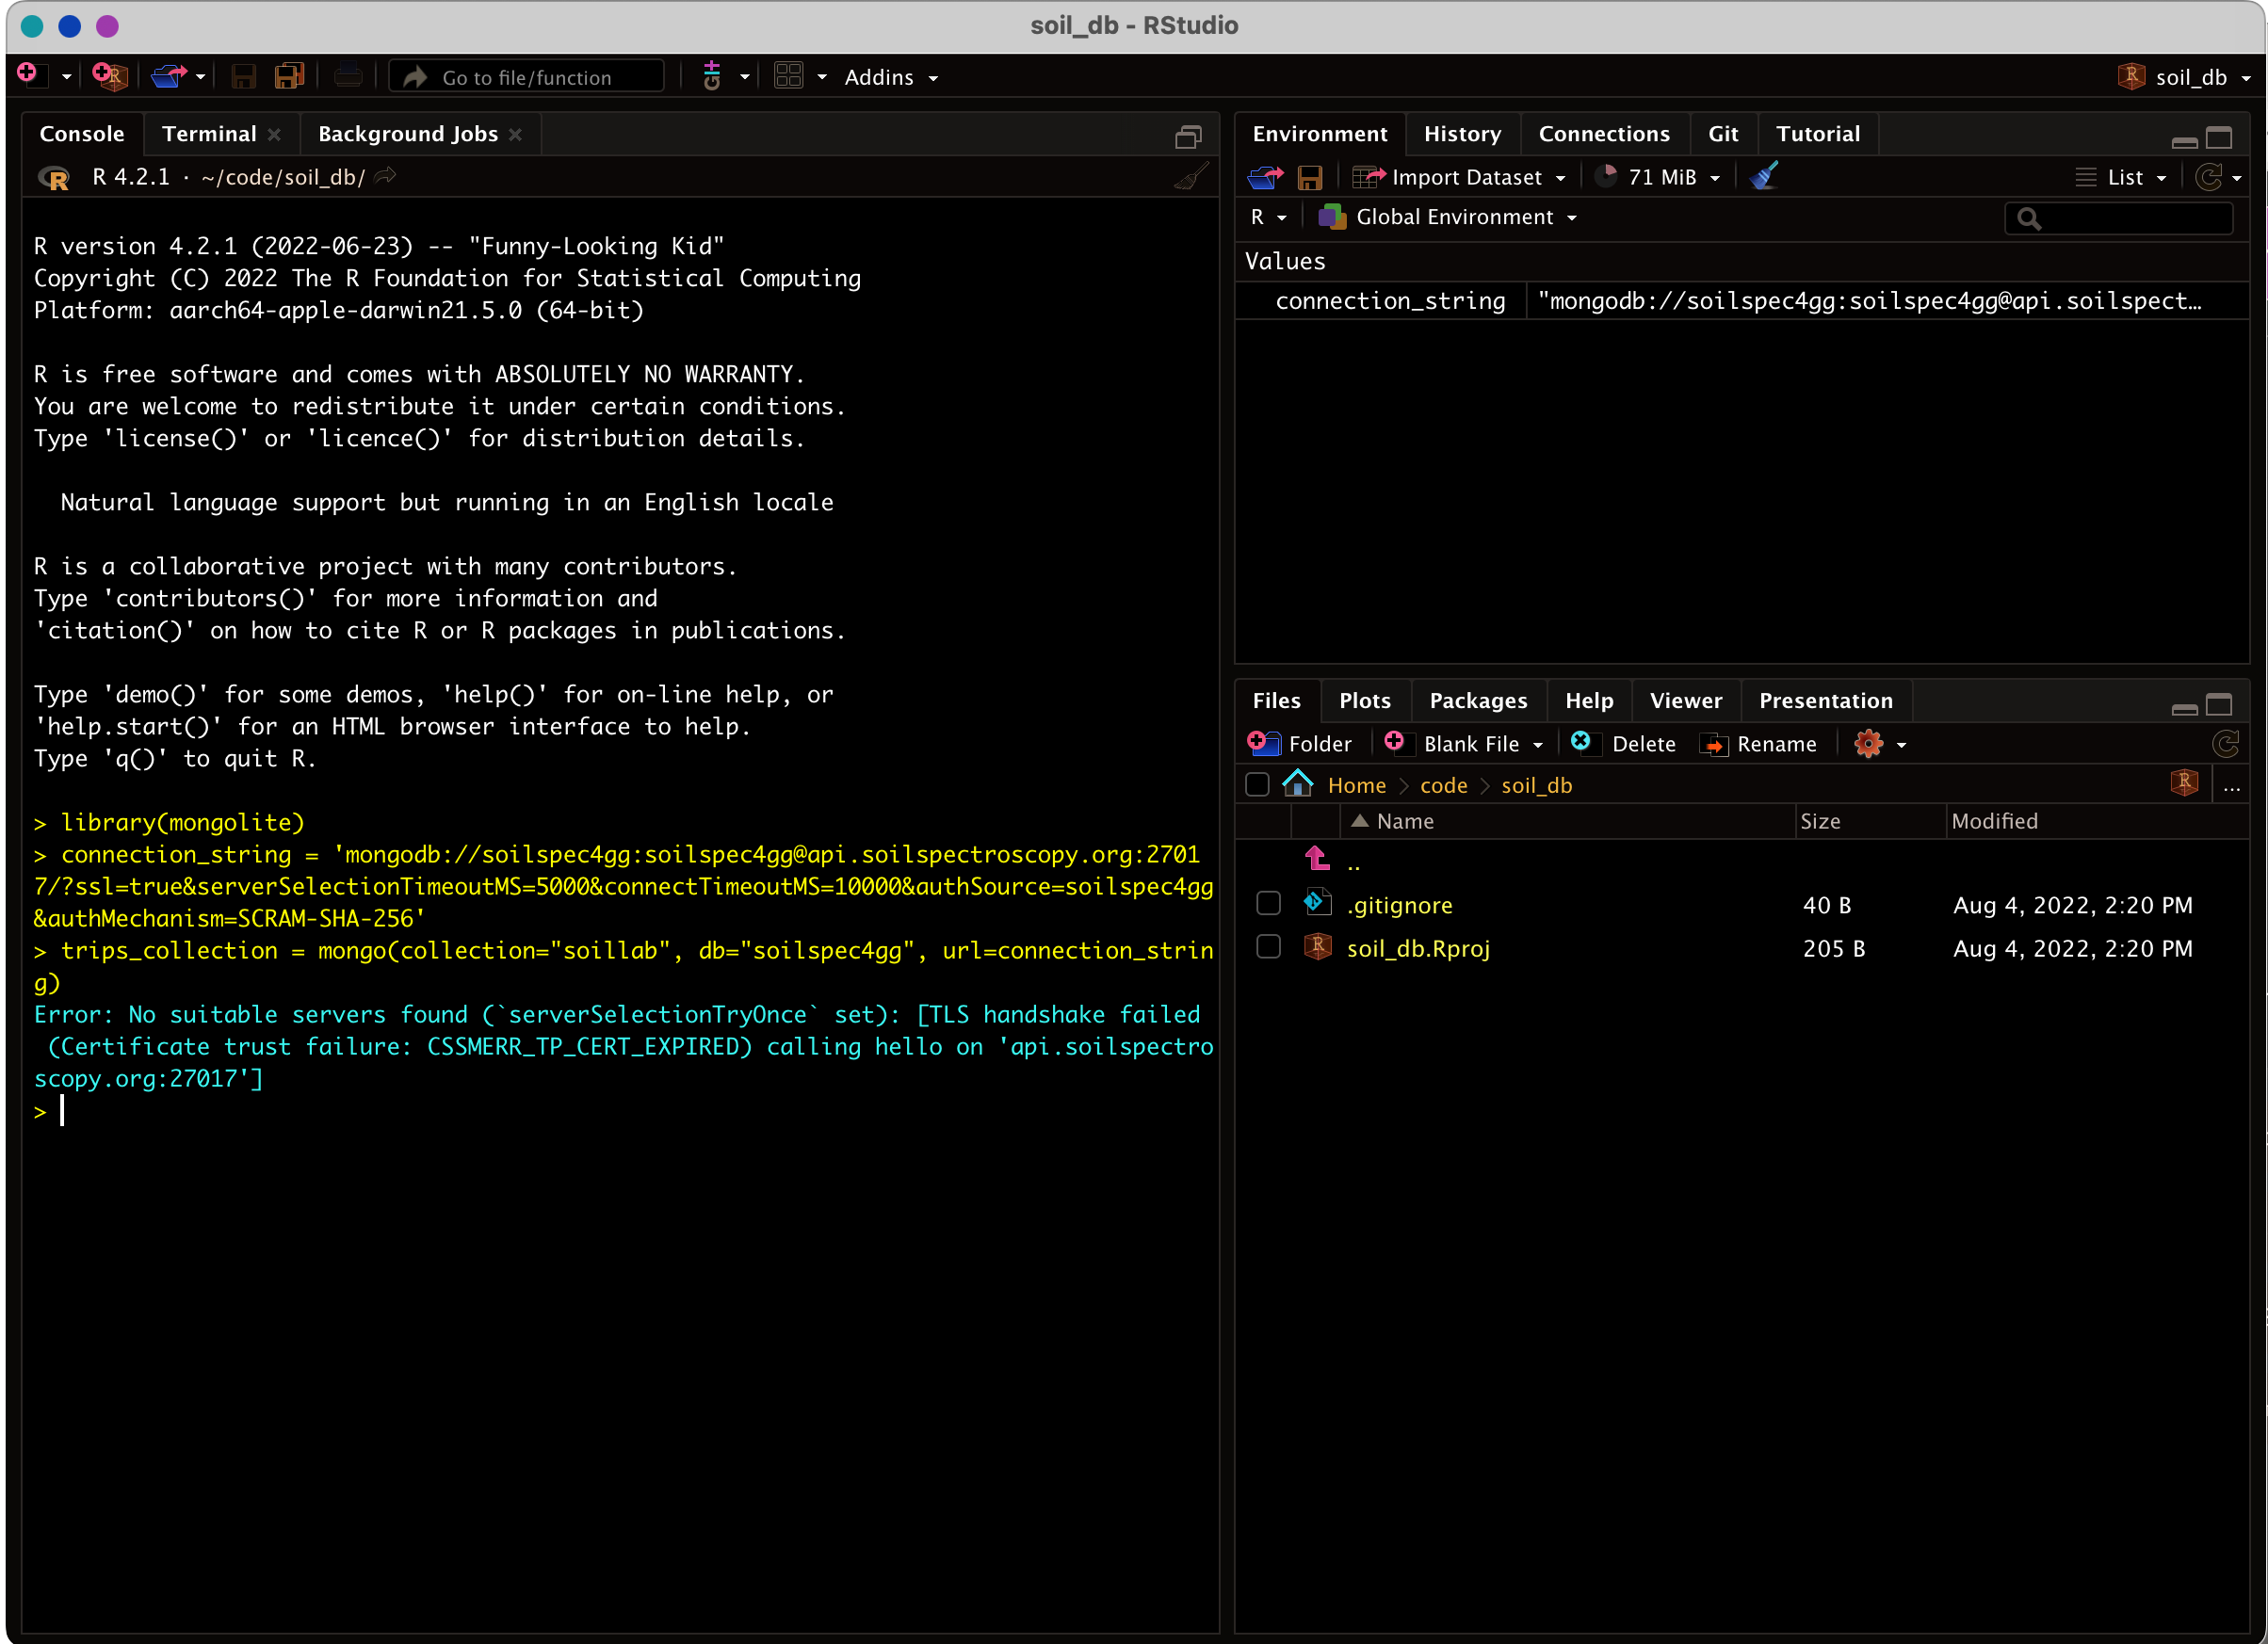 soil_db - RStudio
Go to file/function
Git
Addins
soil_db
Console
Terminal
Background Jobs
R 4.2.1 · ~/code/soil_db/
R version 4.2.1 (2022-06-23) -- "Funny-Looking Kid"
Copyright (C) 2022 The R Foundation for Statistical Computing
Platform: aarch64-apple-darwin21.5.0 (64-bit)
R is free software and comes with ABSOLUTELY NO WARRANTY.
You are welcome to redistribute it under certain conditions.
Type 'license()' or 'licence()' for distribution details.
Natural language support but running in an English locale
R is a collaborative project with many contributors.
Type 'contributors()' for more information and
'citation()' on how to cite R or R packages in publications.
Type 'demo()' for some demos, 'help()' for on-line help, or
'help.start()' for an HTML browser interface to help.
Type 'q()' to quit R.
> library(mongolite)
> connection_string = 'mongodb://soilspec4gg:soilspec4gg@api.soilspectroscopy.org:2701
7/?ssl=true&serverSelectionTimeoutMS=5000&connectTimeoutMS=10000&authSource=soilspec4gg
&authMechanism=SCRAM-SHA-256'
> trips_collection = mongo(collection="soillab", db="soilspec4gg", url=connection_strin
g)
Error: No suitable servers found (`serverSelectionTryOnce` set): [TLS handshake failed
(Certificate trust failure: CSSMERR_TP_CERT_EXPIRED) calling hello on 'api.soilspectro
scopy.org:27017']
>
Environment
History
Connections
Git
Tutorial
Import Dataset
71 MiB
List
R
Global Environment
Values
connection_string
"mongodb://soilspec4gg:soilspec4gg@api.soilspect…
Files
Plots
Packages
Help
Viewer
Presentation
Folder
Blank File
Delete
Rename
Home
code
soil_db
...
Name
Size
Modified
..
.gitignore
40 B
Aug 4, 2022, 2:20 PM
soil_db.Rproj
205 B
Aug 4, 2022, 2:20 PM